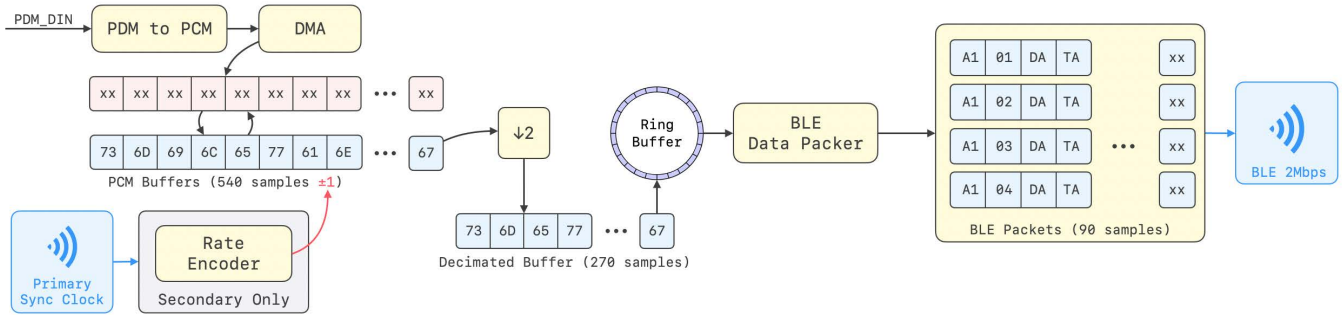 PDM_DIN
PDM to PCM
DMA
xx xx xx xx xx xx xx xx ••• xx
73 6D 69 6C 65 77 61 6E ••• 67
PCM Buffers (540 samples ±1)
Primary
Sync Clock
Rate
Encoder
Secondary Only
↓2
73 6D 65 77 ••• 67
Decimated Buffer (270 samples)
Ring
Buffer
BLE
Data Packer
A1 01 DA TA xx
A1 02 DA TA xx
A1 03 DA TA ••• xx
A1 04 DA TA xx
BLE Packets (90 samples)
BLE 2Mbps